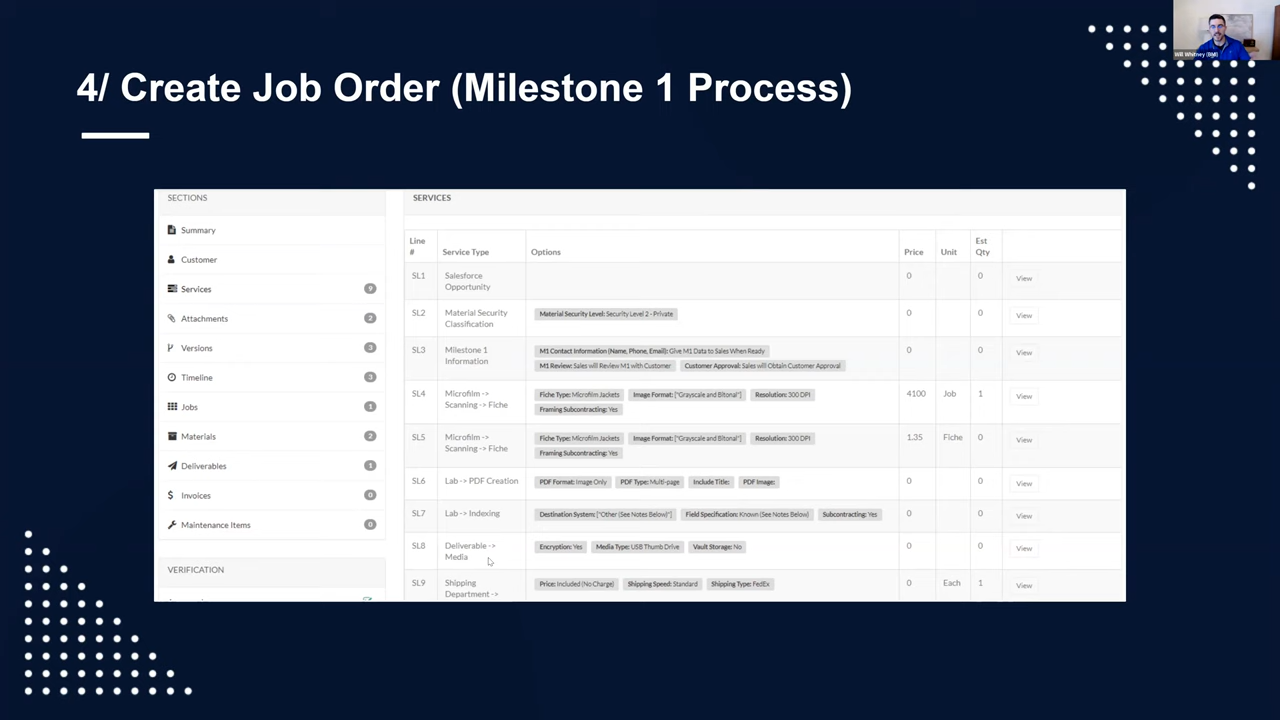 Will Whitney (BMI)
4/ Create Job Order (Milestone 1 Process)
SECTIONS
Summary
Customer
Services 9
Attachments 2
Versions 3
Timeline 3
Jobs 1
Materials 2
Deliverables 1
Invoices 0
Maintenance Items 0
VERIFICATION
SERVICES
Line # Service Type Options Price Unit Est Qty
SL1 Salesforce Opportunity 0 0 View
SL2 Material Security Classification Material Security Level: Security Level 2 - Private 0 0 View
SL3 Milestone 1 Information M1 Contact Information (Name, Phone, Email): Give M1 Data to Sales When Ready 0 0 View
M1 Review: Sales will Review M1 with Customer Customer Approval: Sales will Obtain Customer Approval
SL4 Microfilm -> Scanning -> Fiche Fiche Type: Microfilm Jackets Image Format: ["Grayscale and Bitonal"] Resolution: 300 DPI 4100 Job 1 View
Framing Subcontracting: Yes
SL5 Microfilm -> Scanning -> Fiche Fiche Type: Microfilm Jackets Image Format: ["Grayscale and Bitonal"] Resolution: 300 DPI 1.35 Fiche 0 View
Framing Subcontracting: Yes
SL6 Lab -> PDF Creation PDF Format: Image Only PDF Type: Multi-page Include Title: PDF Image: 0 0 View
SL7 Lab -> Indexing Destination System: ["Other (See Notes Below)"] Field Specification: Known (See Notes Below) Subcontracting: Yes 0 0 View
SL8 Deliverable -> Media Encryption: Yes Media Type: USB Thumb Drive Vault Storage: No 0 0 View
SL9 Shipping Department -> Price: Included (No Charge) Shipping Speed: Standard Shipping Type: FedEx 0 Each 1 View